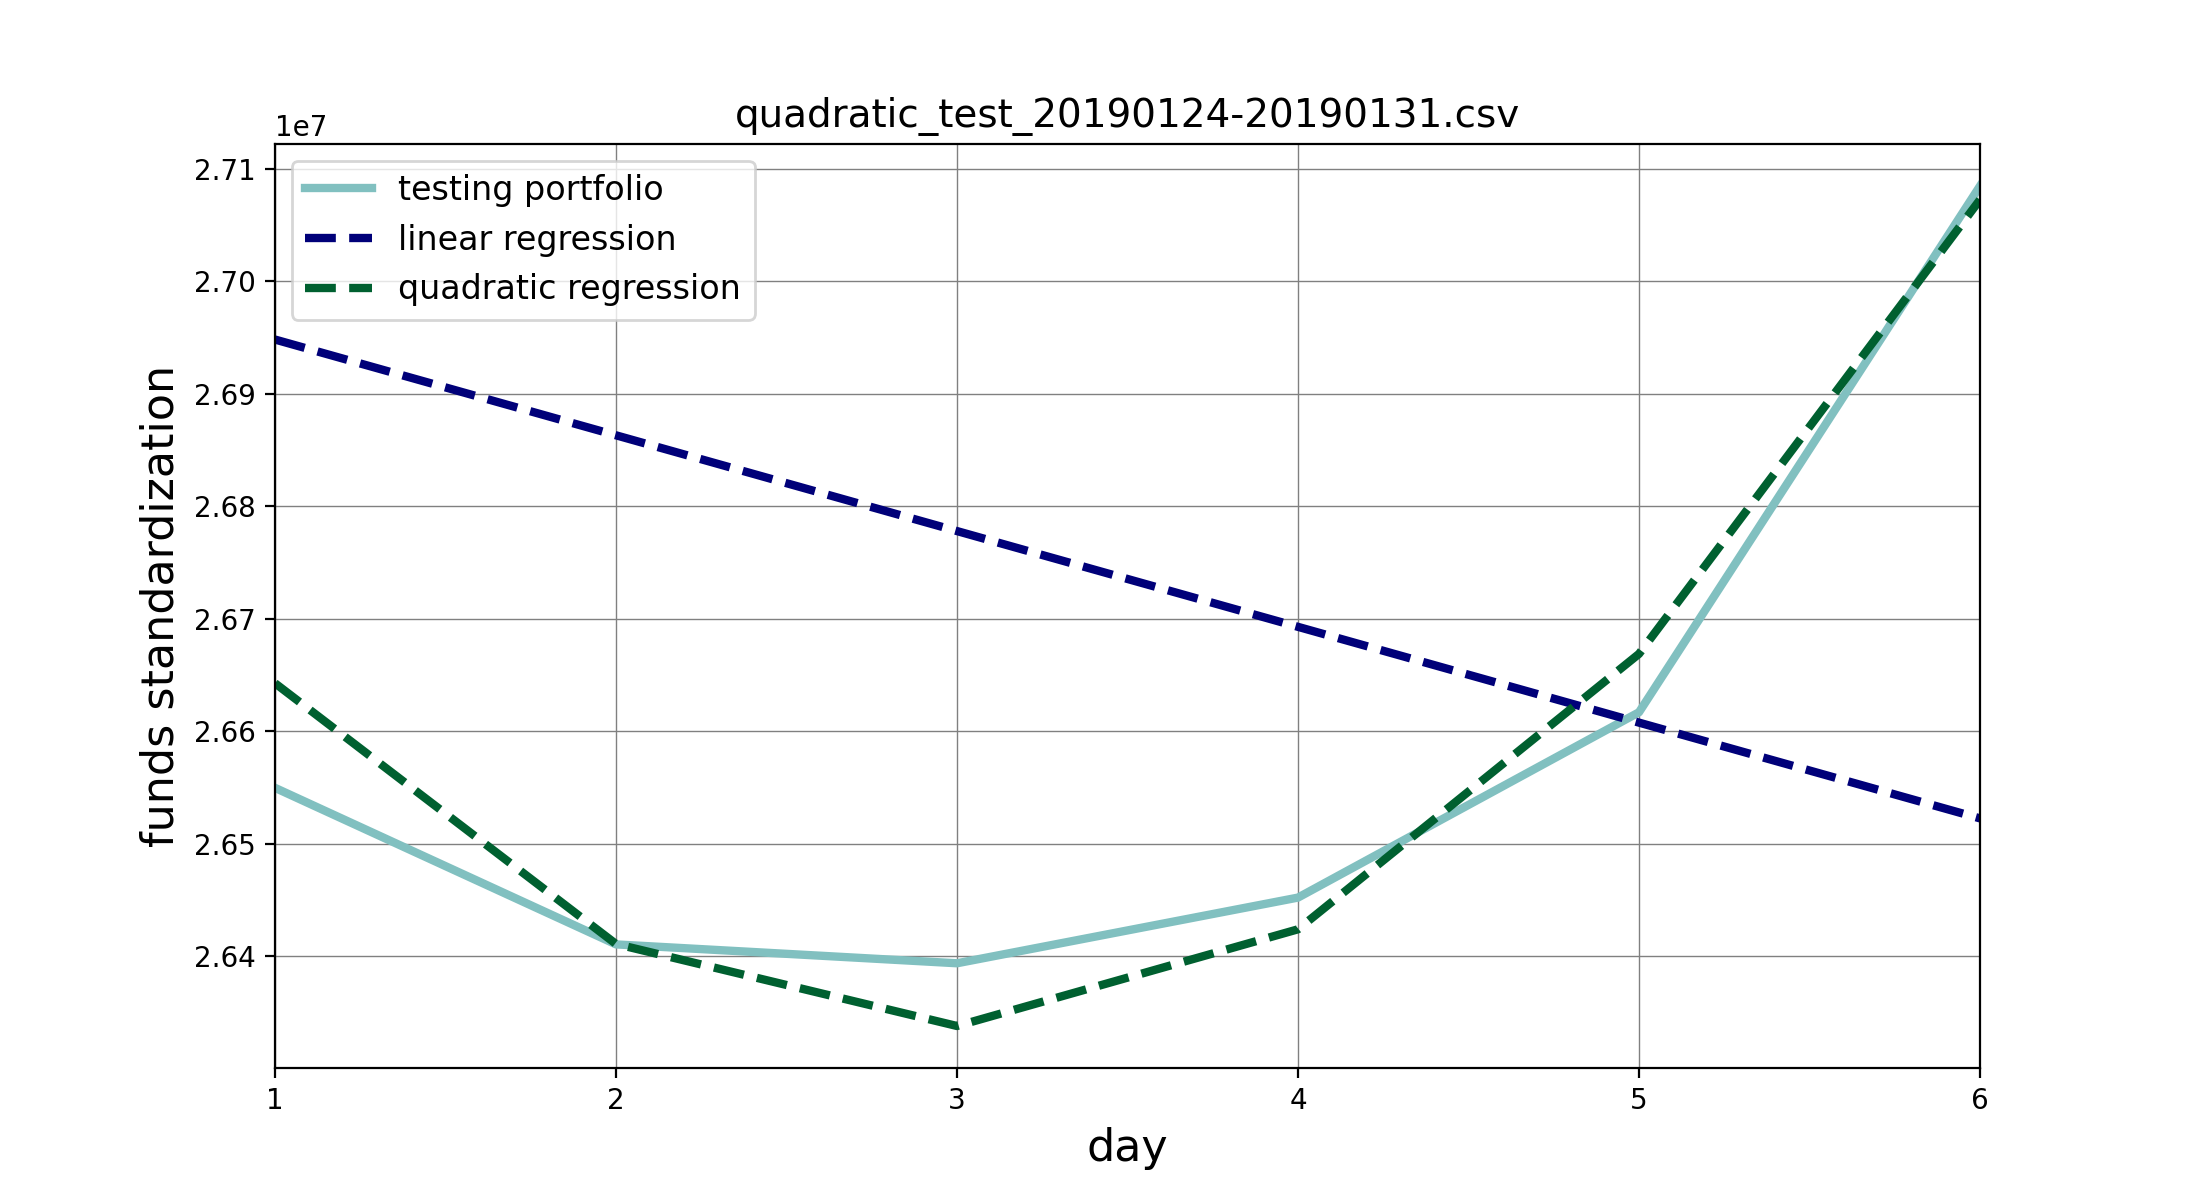 quadratic_test_20190124-20190131.csv
1e7
testing portfolio
linear regression
quadratic regression
2.71
2.70
2.69
2.68
2.67
2.66
2.65
2.64
funds standardization
1 2 3 4 5 6
day